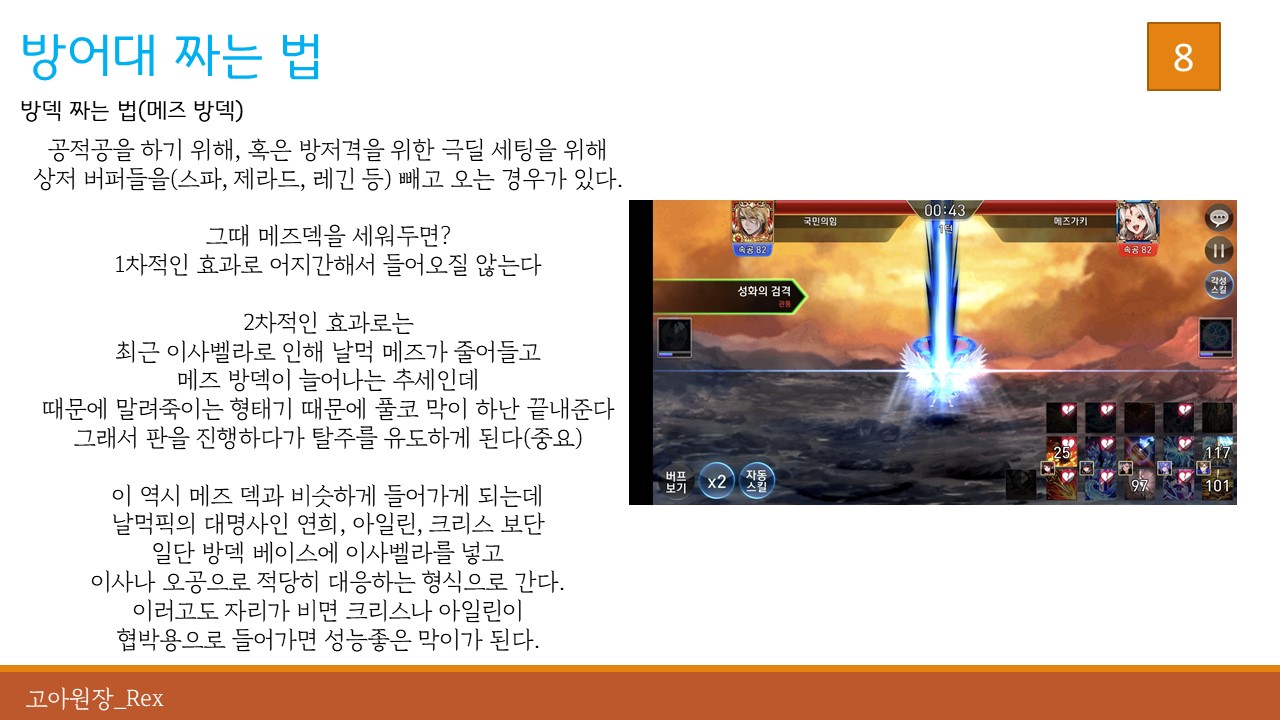 방어대 짜는 법
8
방덱 짜는 법(메즈 방덱)
공적공을 하기 위해, 혹은 방저격을 위한 극딜 세팅을 위해
상저 버퍼들을(스파, 제라드, 레긴 등) 빼고 오는 경우가 있다.
그때 메즈덱을 세워두면?
1차적인 효과로 어지간해서 들어오질 않는다
2차적인 효과로는
최근 이사벨라로 인해 날먹 메즈가 줄어들고
메즈 방덱이 늘어나는 추세인데
때문에 말려죽이는 형태기 때문에 풀코 막이 하난 끝내준다
그래서 판을 진행하다가 탈주를 유도하게 된다(중요)
이 역시 메즈 덱과 비슷하게 들어가게 되는데
날먹픽의 대명사인 연희, 아일린, 크리스 보단
일단 방덱 베이스에 이사벨라를 넣고
이사나 오공으로 적당히 대응하는 형식으로 간다.
이러고도 자리가 비면 크리스나 아일린이
협박용으로 들어가면 성능좋은 막이가 된다.
국민의힘
00:43
메즈가키
1턴
속공 82
속공 82
성화의 검격
관통
각성
스킬
25
117
97
101
버프
보기
x2
자동
스킬
고아원장_Rex